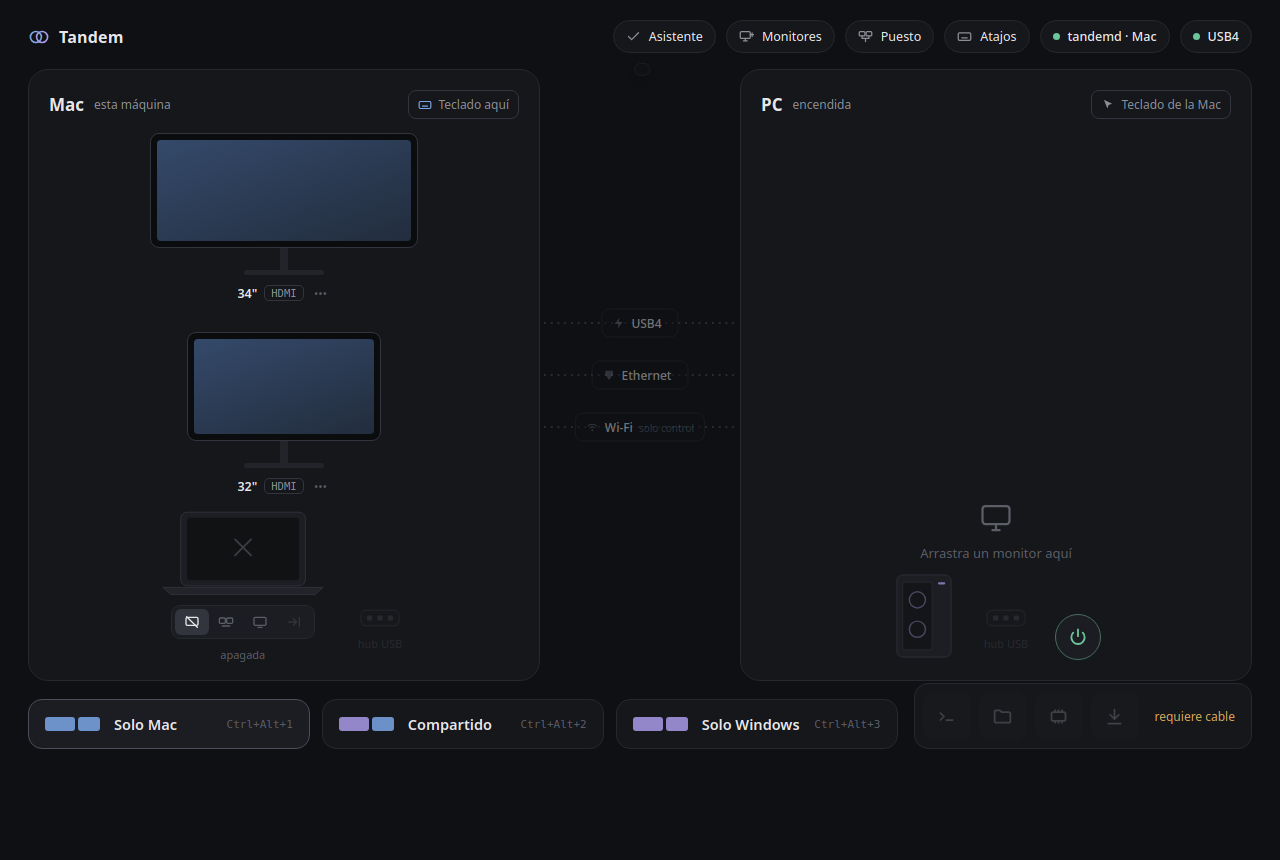 Tandem
Asistente
Monitores
Puesto
Atajos
tandemd · Mac
USB4
Mac esta máquina
Teclado aquí
PC encendida
Teclado de la Mac
34" HDMI
USB4
Ethernet
Wi-Fi solo control
32" HDMI
Arrastra un monitor aquí
hub USB
apagada
hub USB
Solo Mac Ctrl+Alt+1
Compartido Ctrl+Alt+2
Solo Windows Ctrl+Alt+3
requiere cable